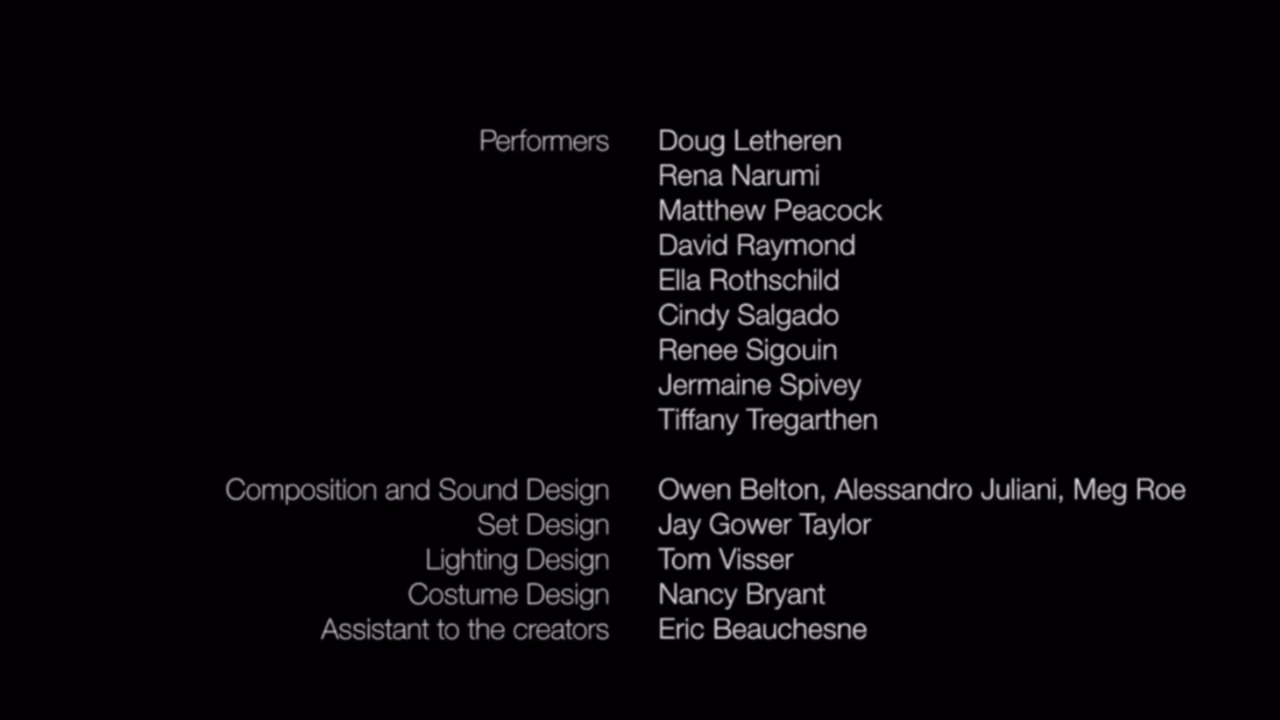 Performers Doug Letheren
Rena Narumi
Matthew Peacock
David Raymond
Ella Rothschild
Cindy Salgado
Renee Sigouin
Jermaine Spivey
Tiffany Tregarthen
Composition and Sound Design Owen Belton, Alessandro Juliani, Meg Roe
Set Design Jay Gower Taylor
Lighting Design Tom Visser
Costume Design Nancy Bryant
Assistant to the creators Eric Beauchesne